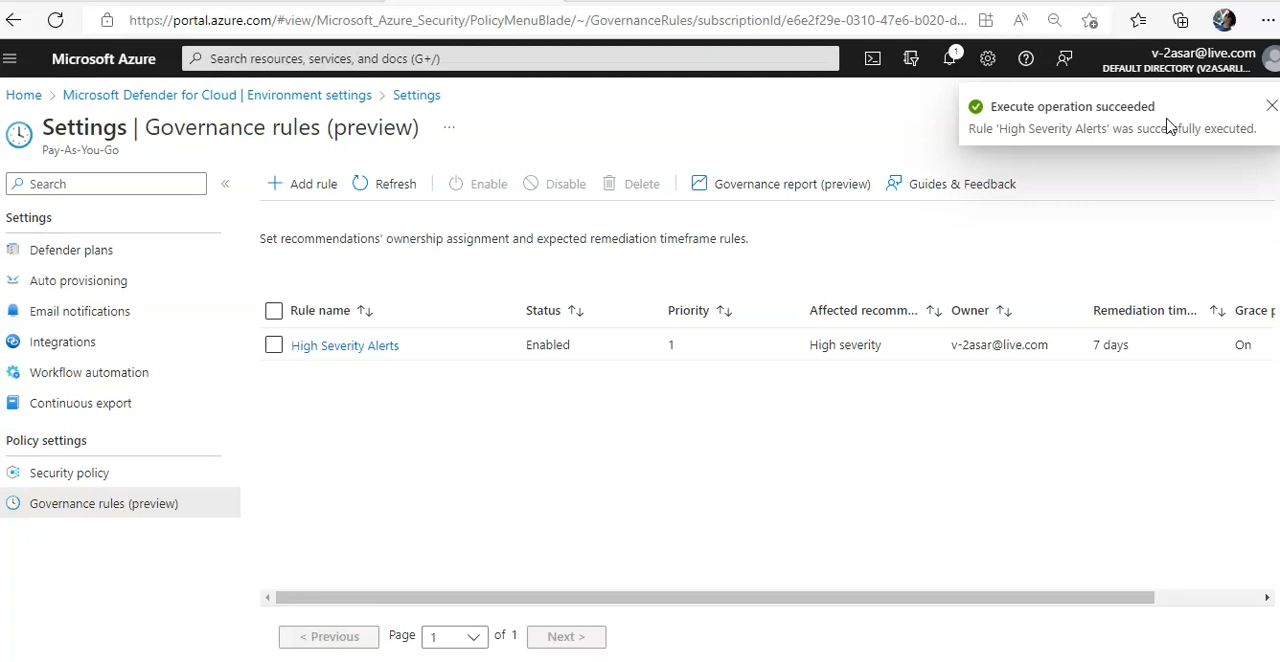 https://portal.azure.com/#view/Microsoft_Azure_Security/PolicyMenuBlade/~/GovernanceRules/subscriptionId/e6e2f29e-0310-47e6-b020-d...
Microsoft Azure
Search resources, services, and docs (G+/)
1
v-2asar@live.com
DEFAULT DIRECTORY (V2ASARLI...
Home > Microsoft Defender for Cloud | Environment settings > Settings
Execute operation succeeded
Rule 'High Severity Alerts' was successfully executed.
Settings | Governance rules (preview) ...
Pay-As-You-Go
Search «
Add rule Refresh Enable Disable Delete Governance report (preview) Guides & Feedback
Settings
Defender plans
Auto provisioning
Email notifications
Integrations
Workflow automation
Continuous export
Policy settings
Security policy
Governance rules (preview)
Set recommendations' ownership assignment and expected remediation timeframe rules.
Rule name Status Priority Affected recomm... Owner Remediation tim... Grace p
High Severity Alerts Enabled 1 High severity v-2asar@live.com 7 days On
< Previous Page 1 of 1 Next >